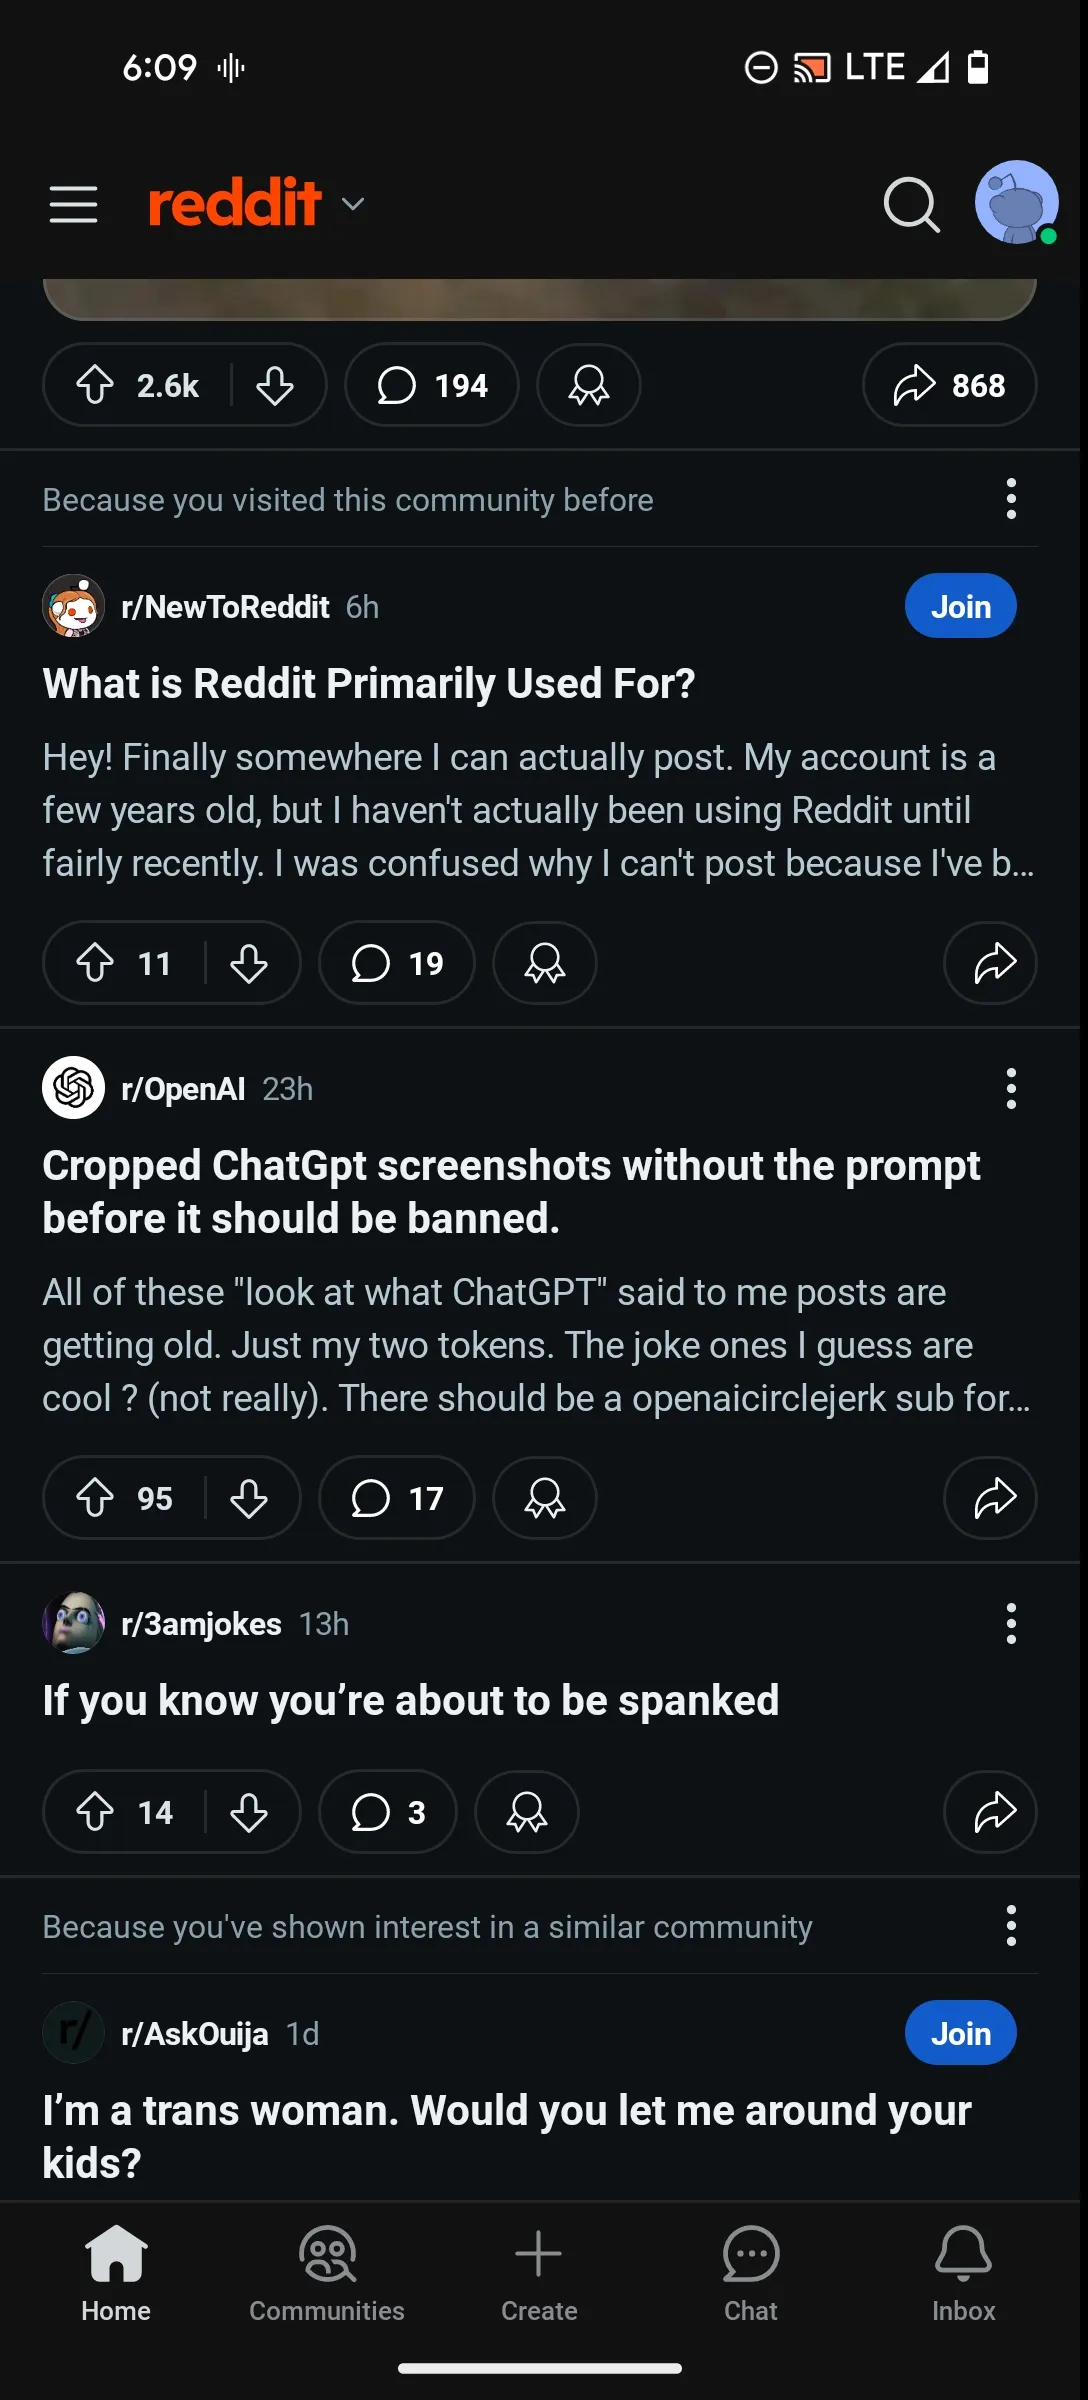 6:09 LTE
reddit
2.6k 194 868
Because you visited this community before
r/NewToReddit 6h Join
What is Reddit Primarily Used For?
Hey! Finally somewhere I can actually post. My account is a
few years old, but I haven't actually been using Reddit until
fairly recently. I was confused why I can't post because I've b...
11 19
r/OpenAI 23h
Cropped ChatGpt screenshots without the prompt
before it should be banned.
All of these "look at what ChatGPT" said to me posts are
getting old. Just my two tokens. The joke ones I guess are
cool ? (not really). There should be a openaicirclejerk sub for...
95 17
r/3amjokes 13h
If you know you’re about to be spanked
14 3
Because you've shown interest in a similar community
r/ r/AskOuija 1d Join
I’m a trans woman. Would you let me around your
kids?
Home Communities Create Chat Inbox